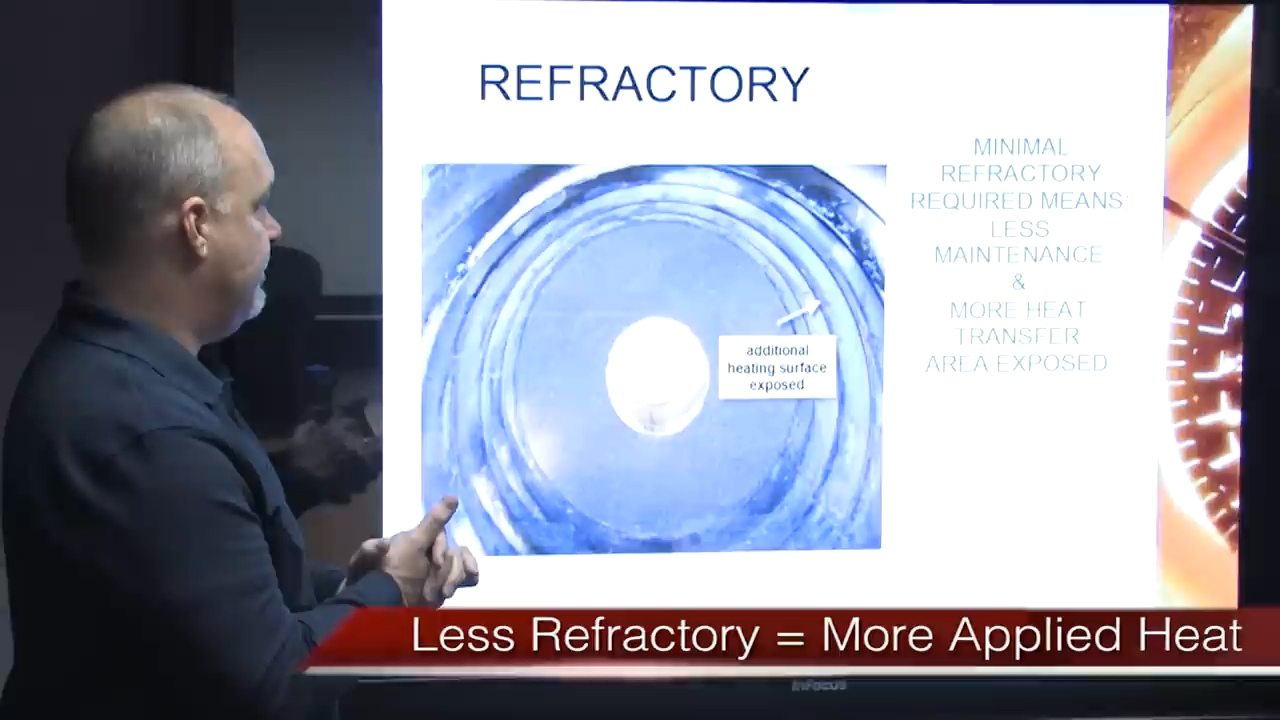 REFRACTORY
MINIMAL
REFRACTORY
REQUIRED MEANS:
LESS
MAINTENANCE
&
MORE HEAT
TRANSFER
AREA EXPOSED
additional
heating surface
exposed
Less Refractory = More Applied Heat
InFocus